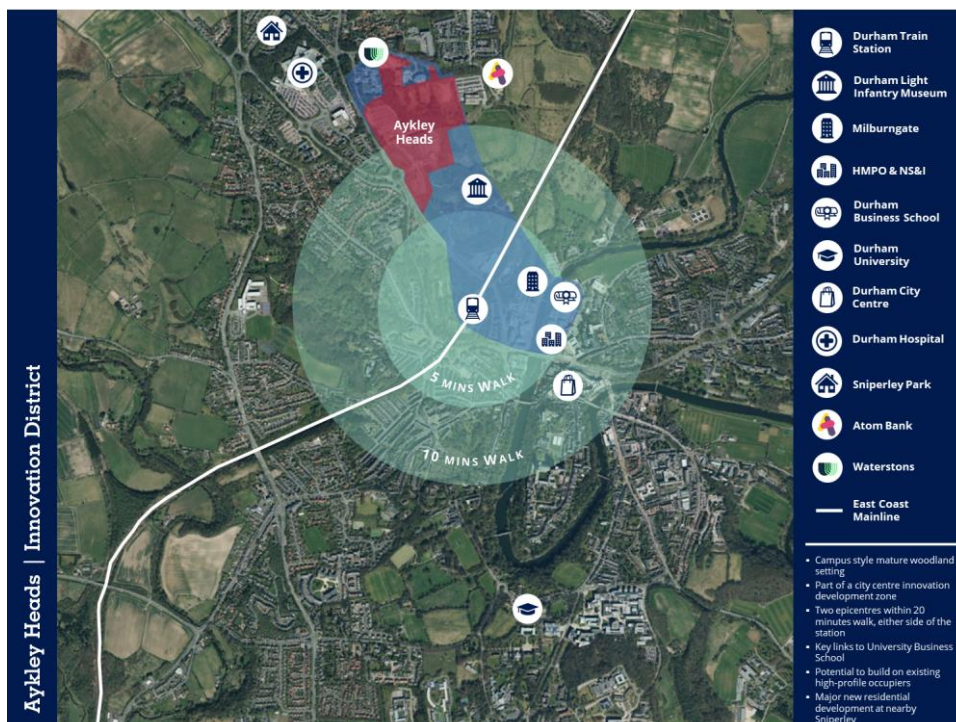 Aykley Heads | Innovation District
Aykley
Heads
5 MINS WALK
10 MINS WALK
Durham Train
Station
Durham Light
Infantry Museum
Milburngate
HMPO & NS&I
Durham
Business School
Durham
University
Durham City
Centre
Durham Hospital
Sniperley Park
Atom Bank
Waterstons
East Coast
Mainline
• Campus style mature woodland
setting
• Part of a city centre innovation
development zone
• Two epicentres within 20
minutes walk, either side of the
station
• Key links to University Business
School
• Potential to build on existing
high-profile occupiers
• Major new residential
development at nearby
Sniperley